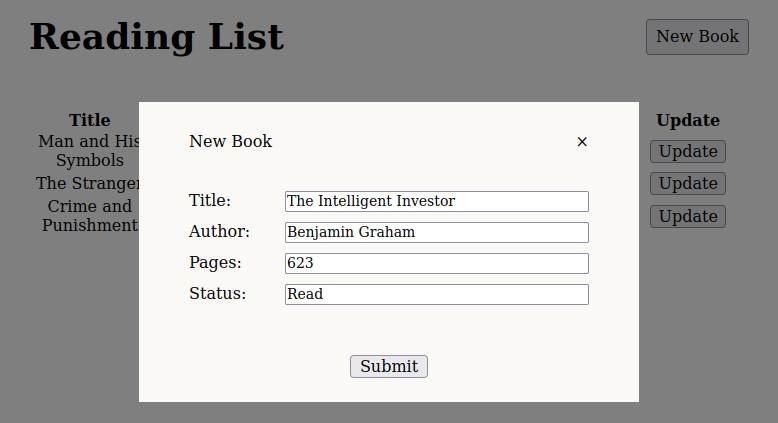 Reading List
New Book
Title
Update
Man and His
Symbols
Update
The Stranger
Update
Crime and
Punishment
Update
New Book
×
Title:
The Intelligent Investor
Author:
Benjamin Graham
Pages:
623
Status:
Read
Submit